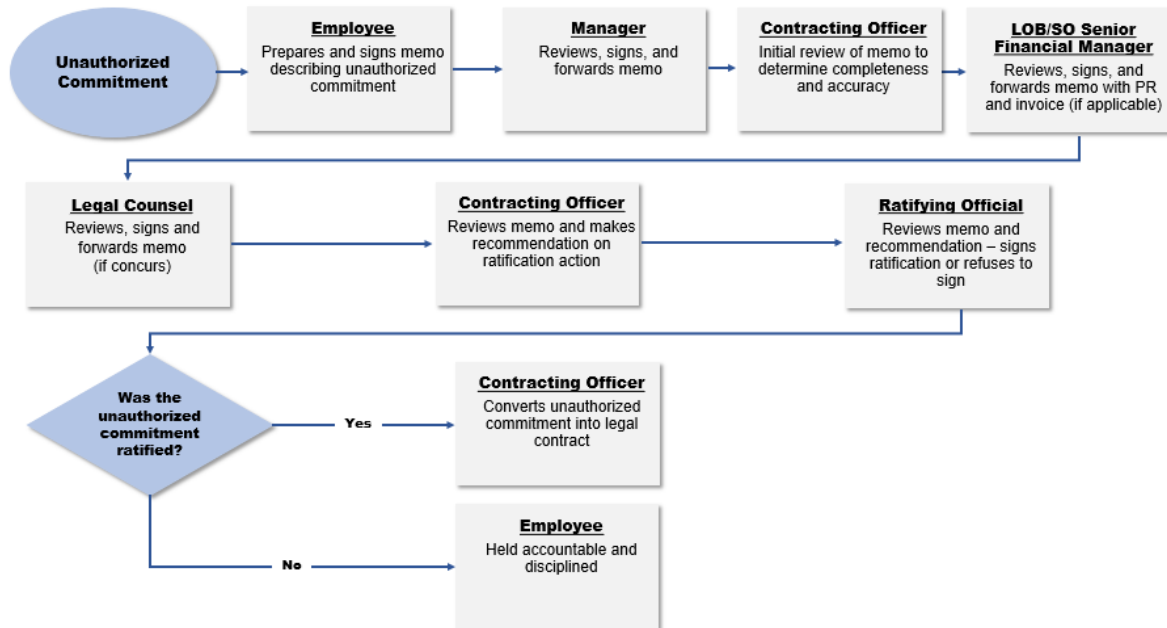 Unauthorized
Commitment
Employee
Prepares and signs memo
describing unauthorized
commitment
Manager
Reviews, signs, and
forwards memo
Contracting Officer
Initial review of memo to
determine completeness
and accuracy
LOB/SO Senior
Financial Manager
Reviews, signs, and
forwards memo with PR
and invoice (if applicable)
Legal Counsel
Reviews, signs and
forwards memo
(if concurs)
Contracting Officer
Reviews memo and makes
recommendation on
ratification action
Ratifying Official
Reviews memo and
recommendation – signs
ratification or refuses to
sign
Was the
unauthorized
commitment
ratified?
Yes
Contracting Officer
Converts unauthorized
commitment into legal
contract
No
Employee
Held accountable and
disciplined